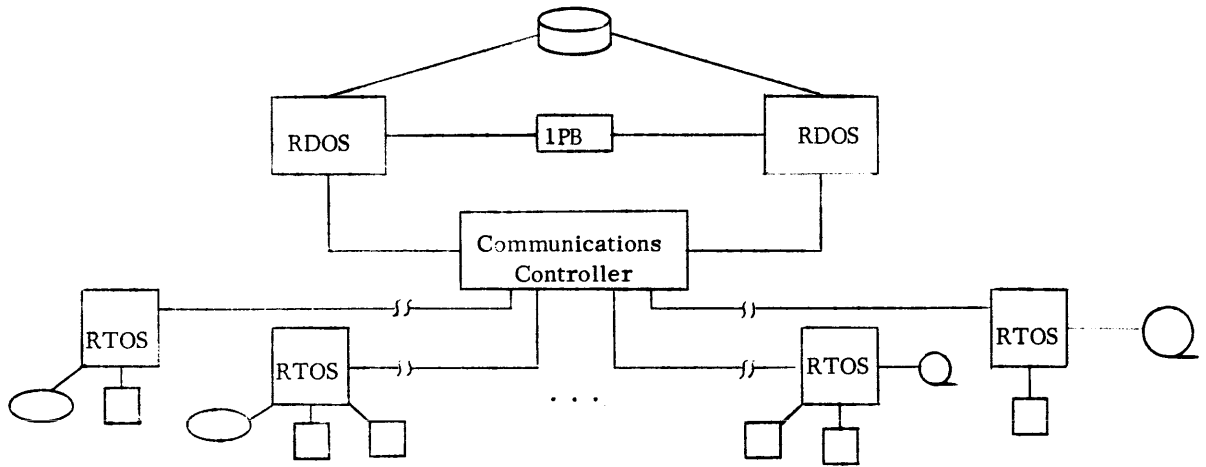 RDOS
1PB
RDOS
Communications
Controller
RTOS
RTOS
. . .
RTOS
RTOS